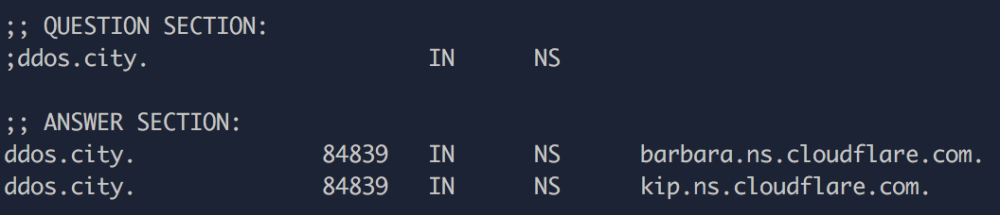 ;; QUESTION SECTION:
;ddos.city. IN NS
;; ANSWER SECTION:
ddos.city. 84839 IN NS barbara.ns.cloudflare.com.
ddos.city. 84839 IN NS kip.ns.cloudflare.com.